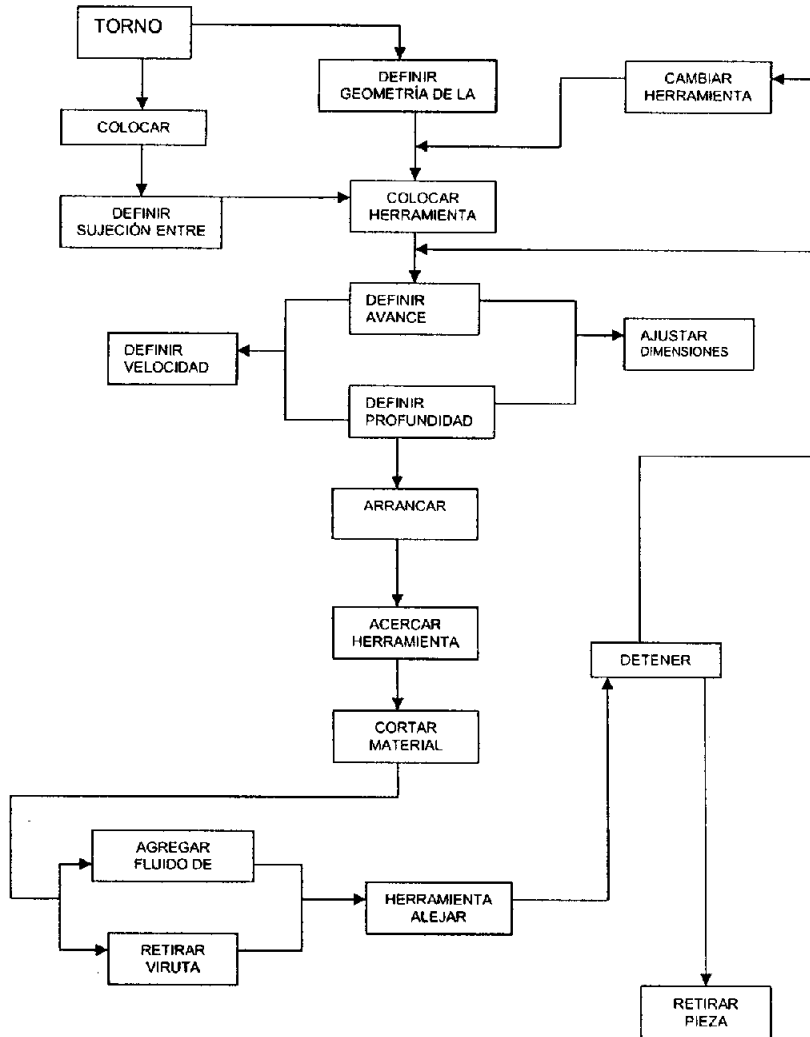 TORNO
DEFINIR
GEOMETRÍA DE LA
CAMBIAR
HERRAMIENTA
COLOCAR
DEFINIR
SUJECIÓN ENTRE
COLOCAR
HERRAMIENTA
DEFINIR
AVANCE
DEFINIR
VELOCIDAD
AJUSTAR
DIMENSIONES
DEFINIR
PROFUNDIDAD
ARRANCAR
ACERCAR
HERRAMIENTA
DETENER
CORTAR
MATERIAL
AGREGAR
FLUIDO DE
HERRAMIENTA
ALEJAR
RETIRAR
VIRUTA
RETIRAR
PIEZA